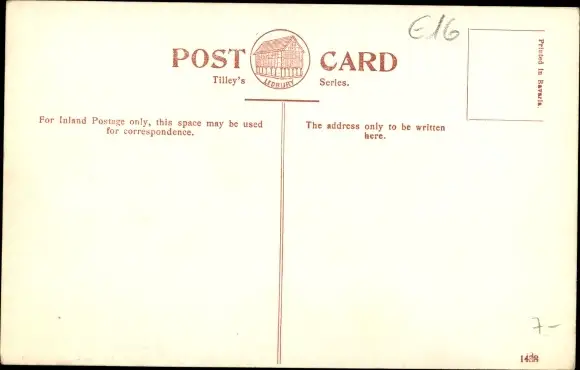 POST CARD
LEDBURY
Tilley's Series.
E16
Printed in Bavaria.
For Inland Postage only, this space may be used
for correspondence.
The address only to be written
here.
7-